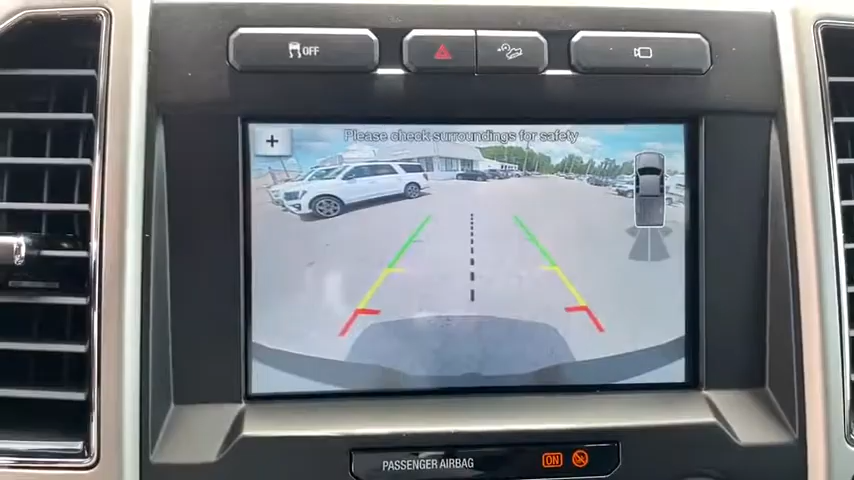 OFF
Please check surroundings for safety
+
PASSENGER AIRBAG ON